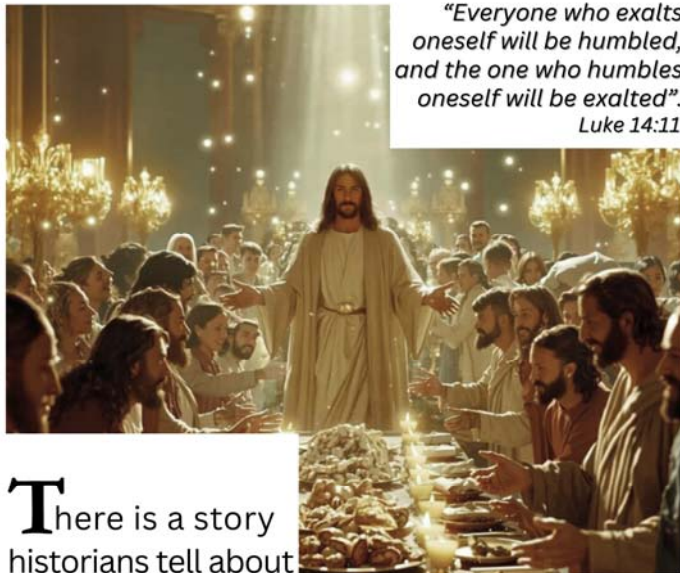 “Everyone who exalts
oneself will be humbled,
and the one who humbles
oneself will be exalted”.
Luke 14:11
There is a story
historians tell about